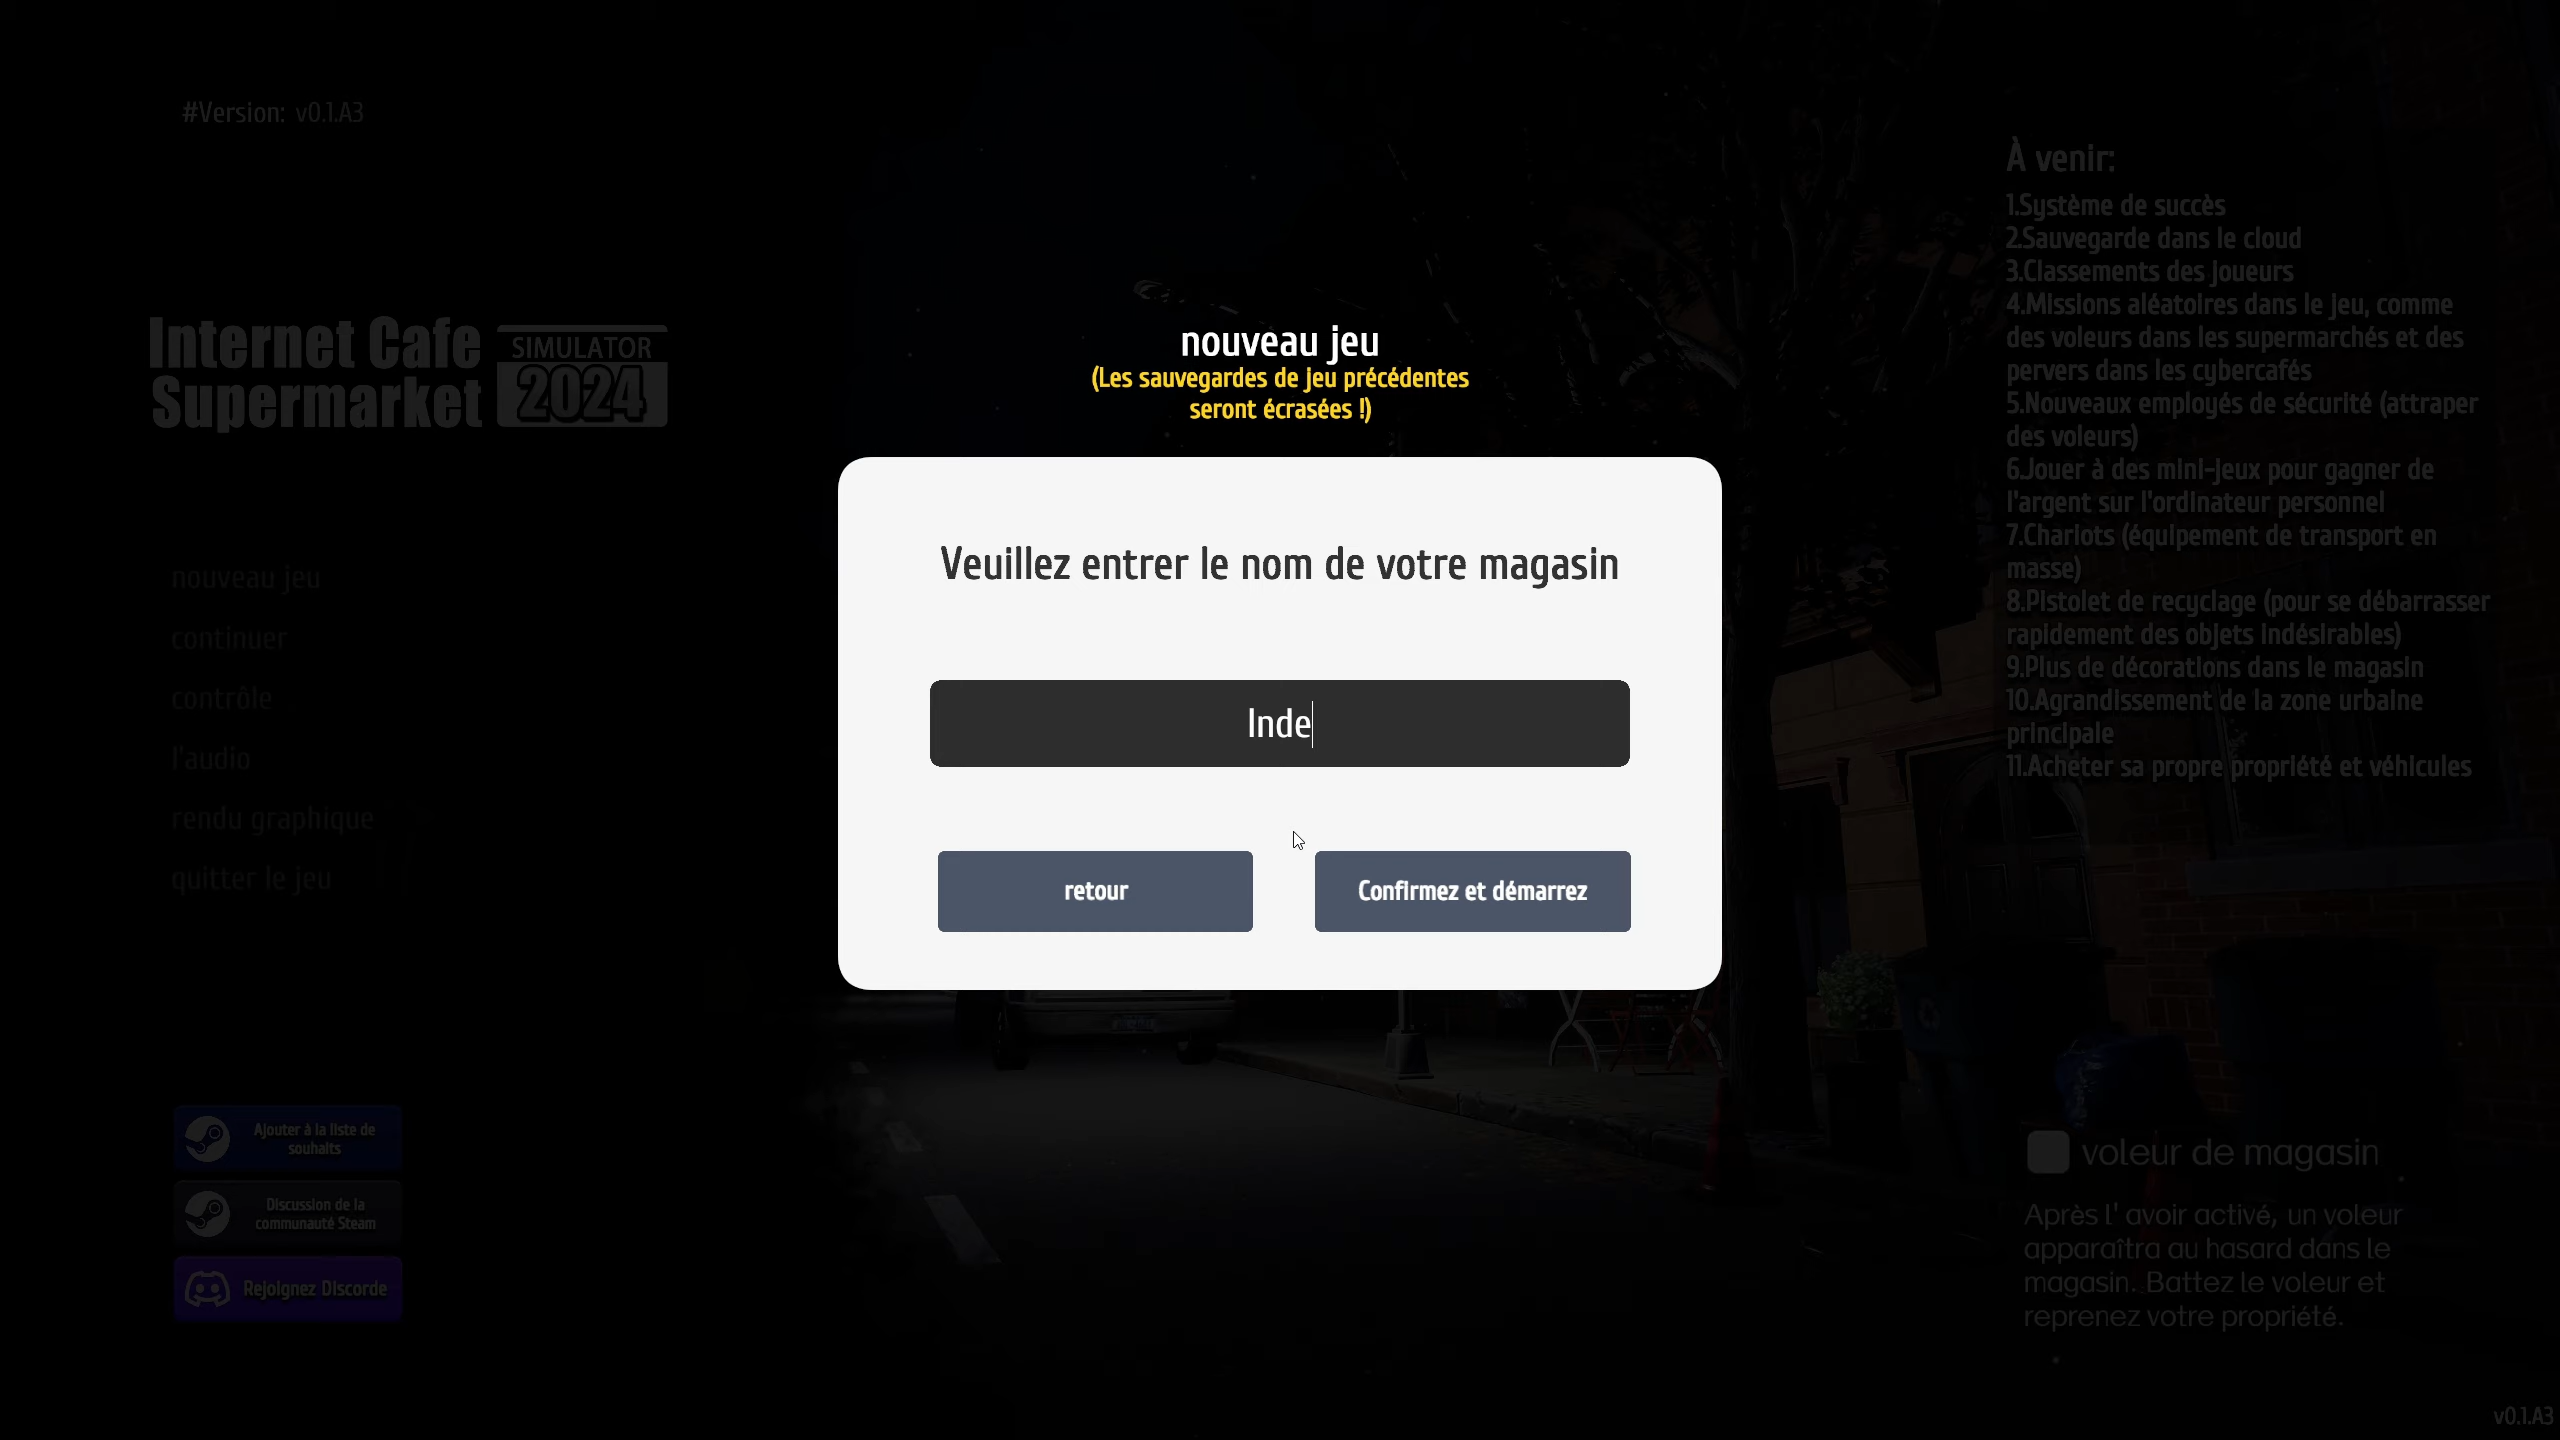 #Version: v0.1.A3
Internet Cafe
Supermarket
SIMULATOR
2024
nouveau jeu
continuer
contrôle
l'audio
rendu graphique
quitter le jeu
Ajouter à la liste de
souhaits
Discussion de la
communauté Steam
Rejoignez Discorde
nouveau jeu
(Les sauvegardes de jeu précédentes
seront écrasées !)
Veuillez entrer le nom de votre magasin
Inde
retour
Confirmez et démarrez
À venir:
1.Système de succès
2.Sauvegarde dans le cloud
3.Classements des joueurs
4.Missions aléatoires dans le jeu, comme
des voleurs dans les supermarchés et des
pervers dans les cybercafés
5.Nouveaux employés de sécurité (attraper
des voleurs)
6.Jouer à des mini-jeux pour gagner de
l'argent sur l'ordinateur personnel
7.Chariots (équipement de transport en
masse)
8.Pistolet de recyclage (pour se débarrasser
rapidement des objets indésirables)
9.Plus de décorations dans le magasin
10.Agrandissement de la zone urbaine
principale
11.Acheter sa propre propriété et véhicules
voleur de magasin
Après l' avoir activé, un voleur
apparaîtra au hasard dans le
magasin. Battez le voleur et
reprenez votre propriété.
v0.1.A3